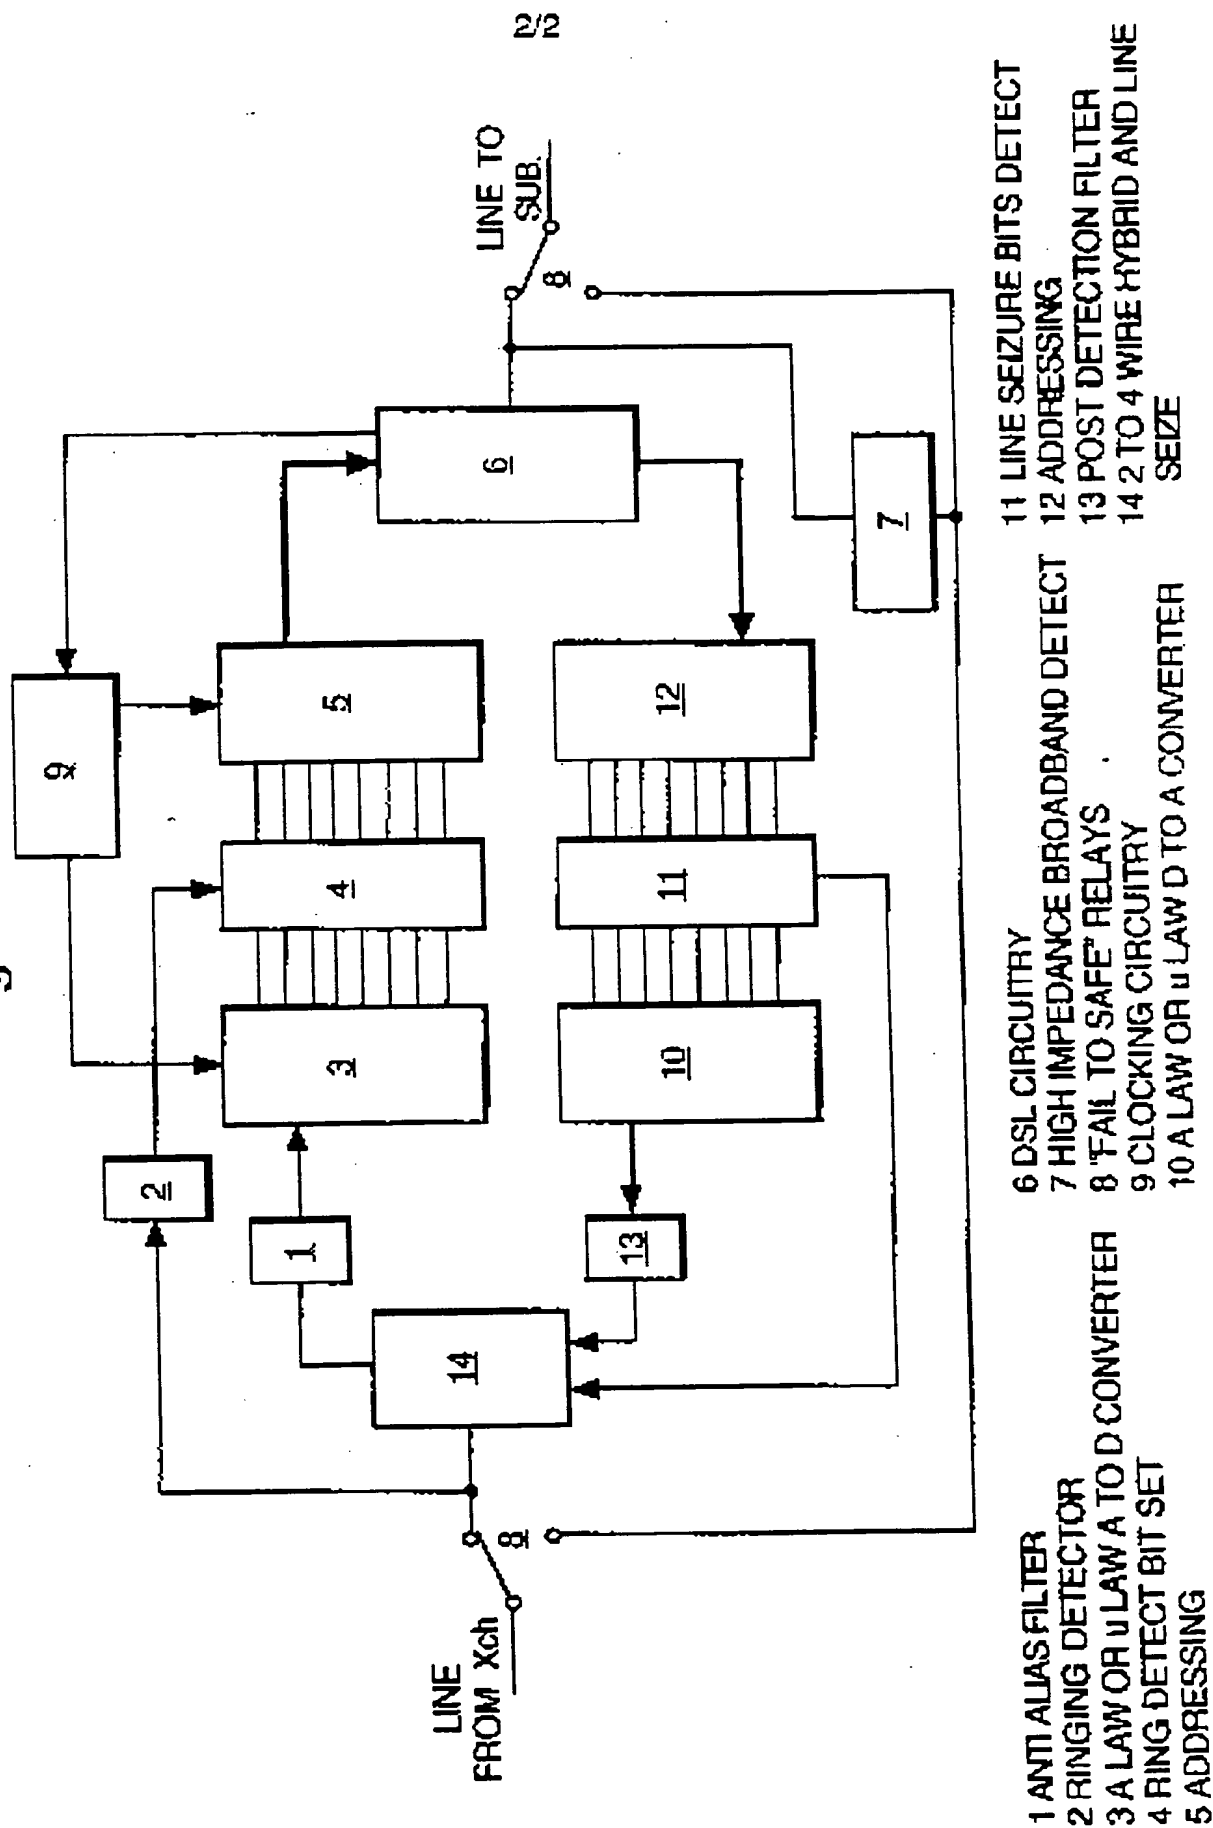 2/2
LINE
FROM Xch
LINE TO
SUB.
8
8
14
1
2
3
4
5
9
6
7
10
11
12
13
1 ANTI ALIAS FILTER
2 RINGING DETECTOR
3 A LAW OR u LAW A TO D CONVERTER
4 RING DETECT BIT SET
5 ADDRESSING
6 DSL CIRCUITRY
7 HIGH IMPEDANCE BROADBAND DETECT
8 "FAIL TO SAFE" RELAYS
9 CLOCKING CIRCUITRY
10 A LAW OR u LAW D TO A CONVERTER
11 LINE SEIZURE BITS DETECT
12 ADDRESSING
13 POST DETECTION FILTER
14 2 TO 4 WIRE HYBRID AND LINE
SEIZE